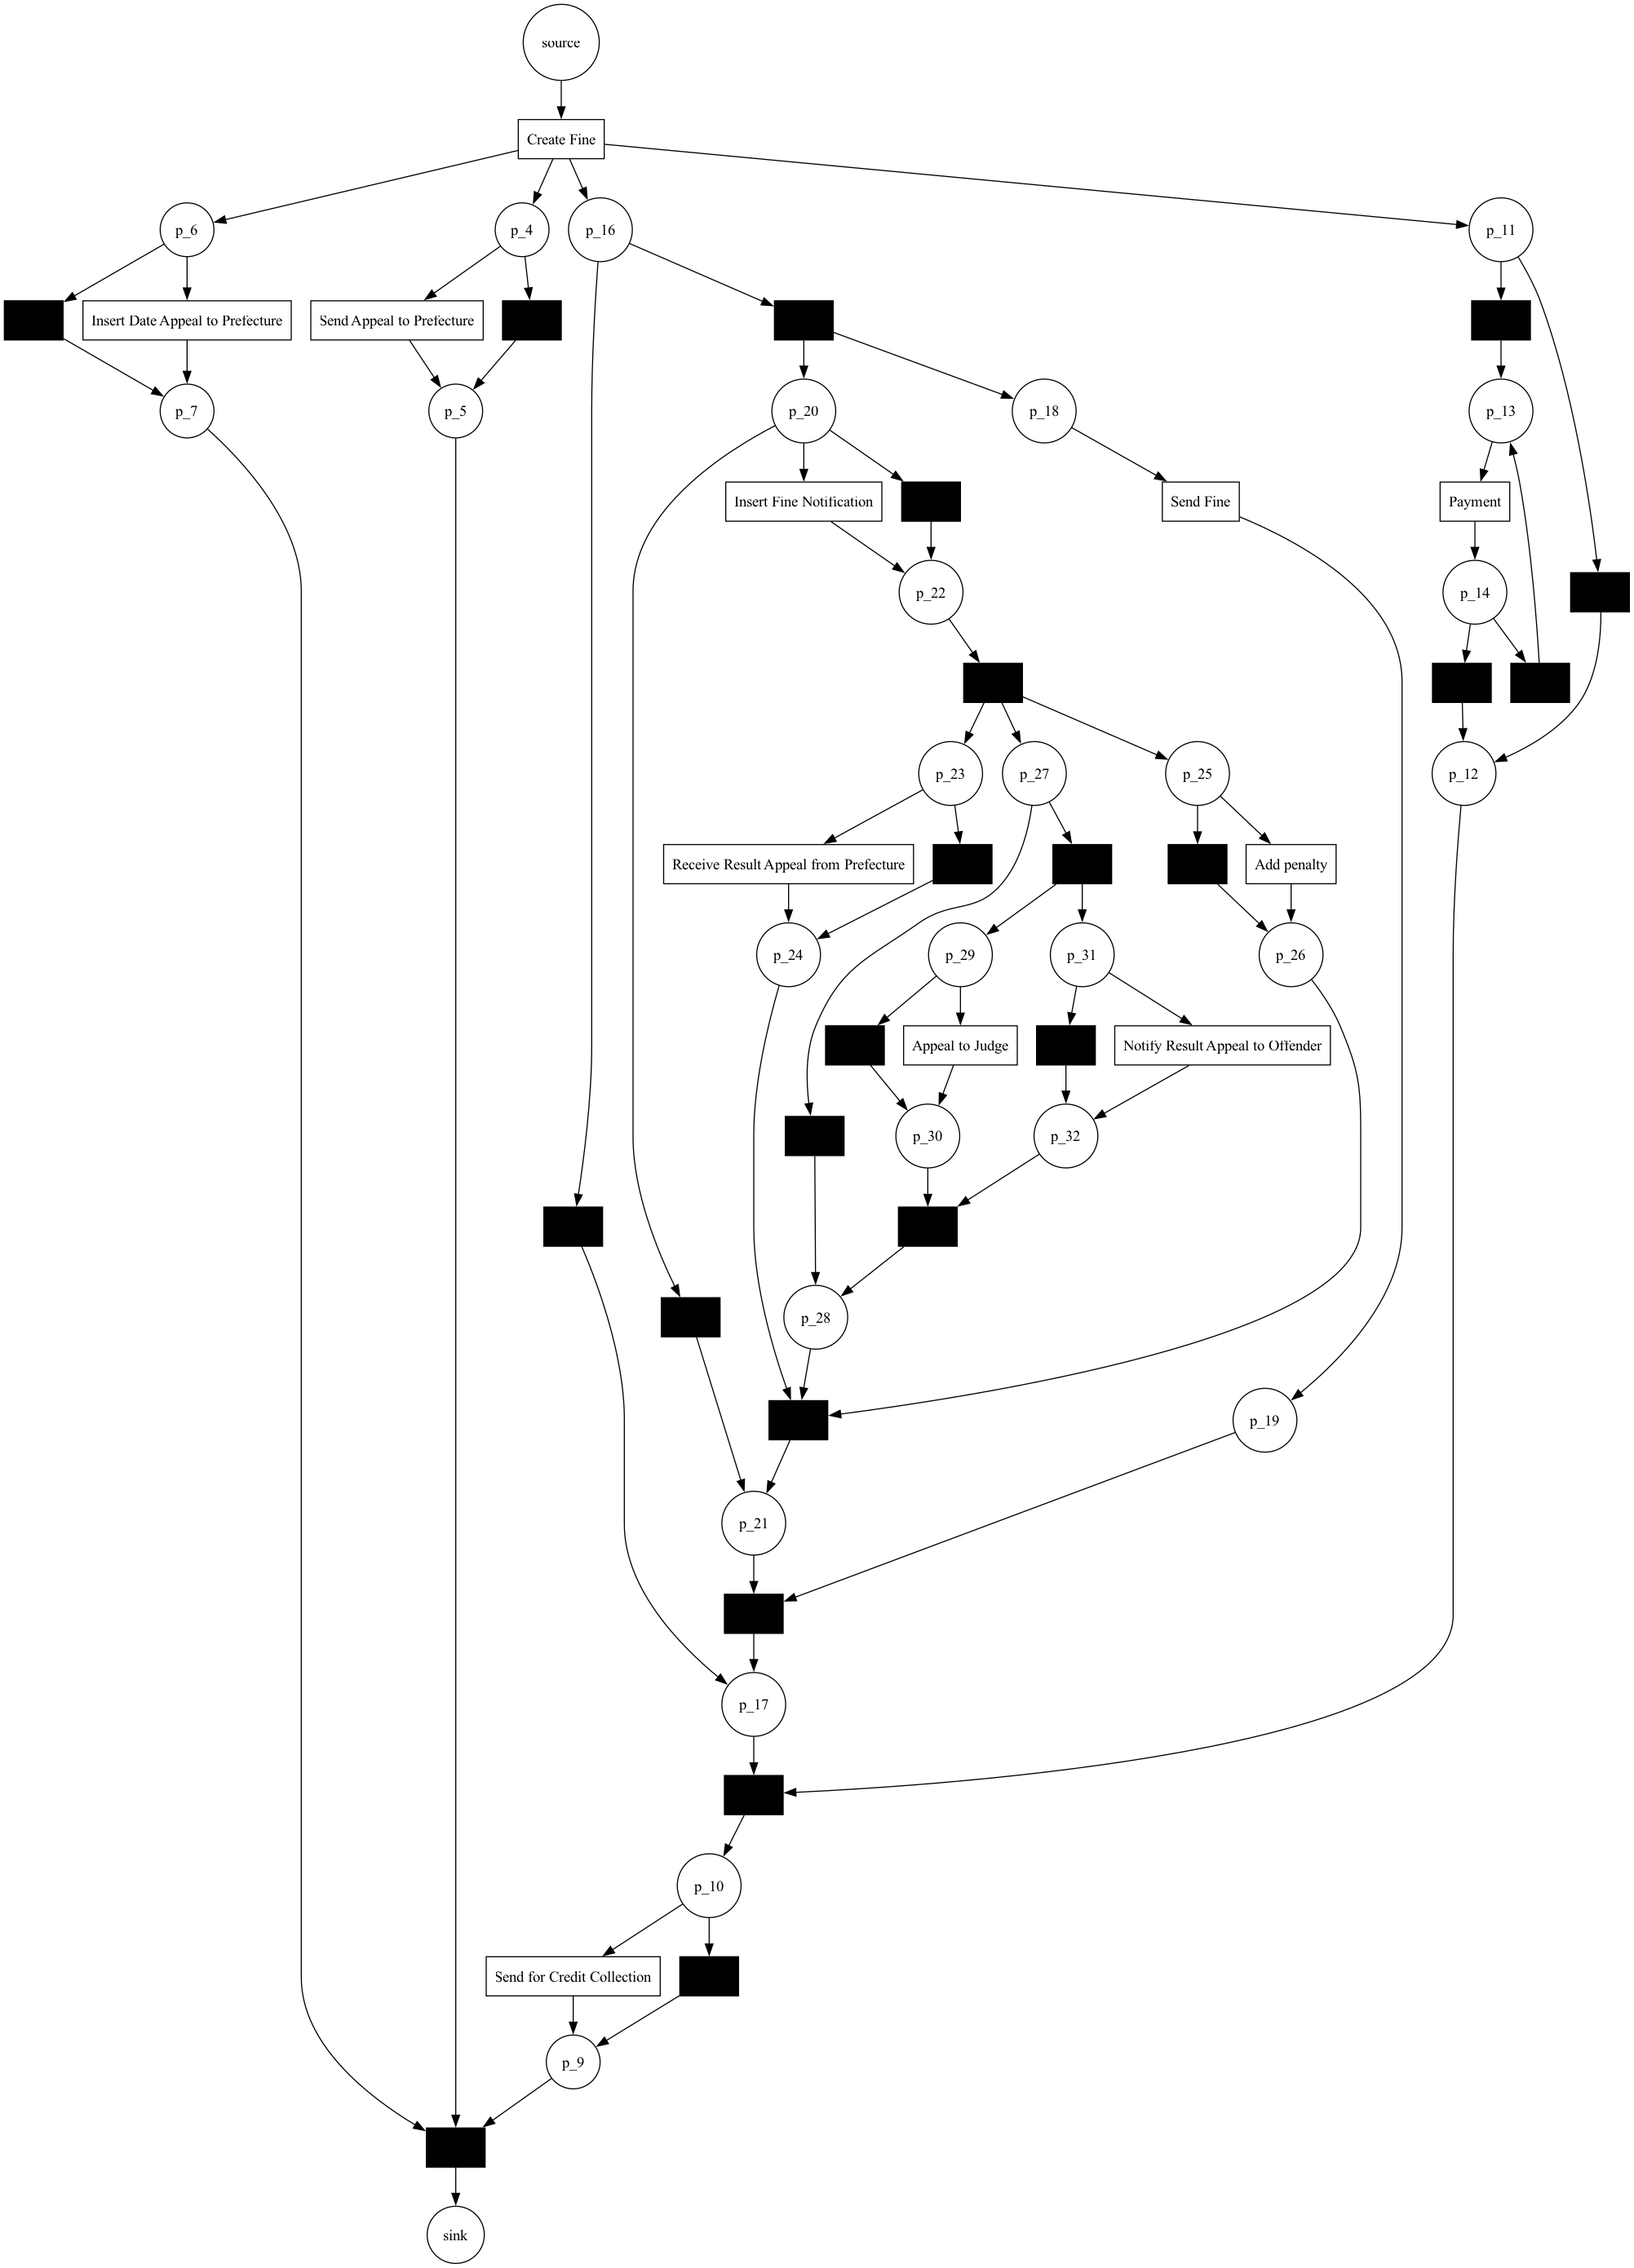 source
Create Fine
p_6
p_4
p_16
p_11
Insert Date Appeal to Prefecture
Send Appeal to Prefecture
p_7
p_5
p_20
p_18
p_13
Insert Fine Notification
Send Fine
Payment
p_22
p_14
p_23
p_27
p_25
p_12
Receive Result Appeal from Prefecture
Add penalty
p_24
p_29
p_31
p_26
Appeal to Judge
Notify Result Appeal to Offender
p_30
p_32
p_28
p_19
p_21
p_17
p_10
Send for Credit Collection
p_9
sink